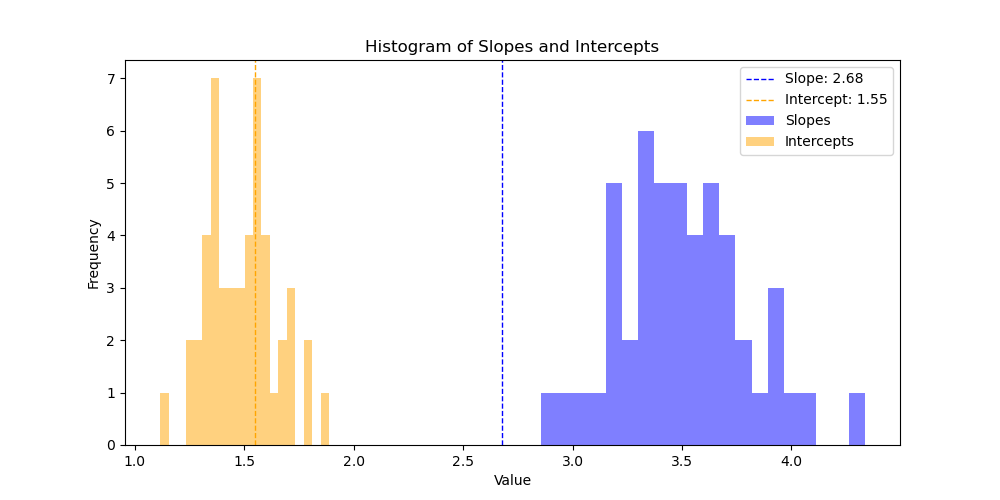 Histogram of Slopes and Intercepts
Frequency
7
6
5
4
3
2
1
0
1.0 1.5 2.0 2.5 3.0 3.5 4.0
Value
Slope: 2.68
Intercept: 1.55
Slopes
Intercepts